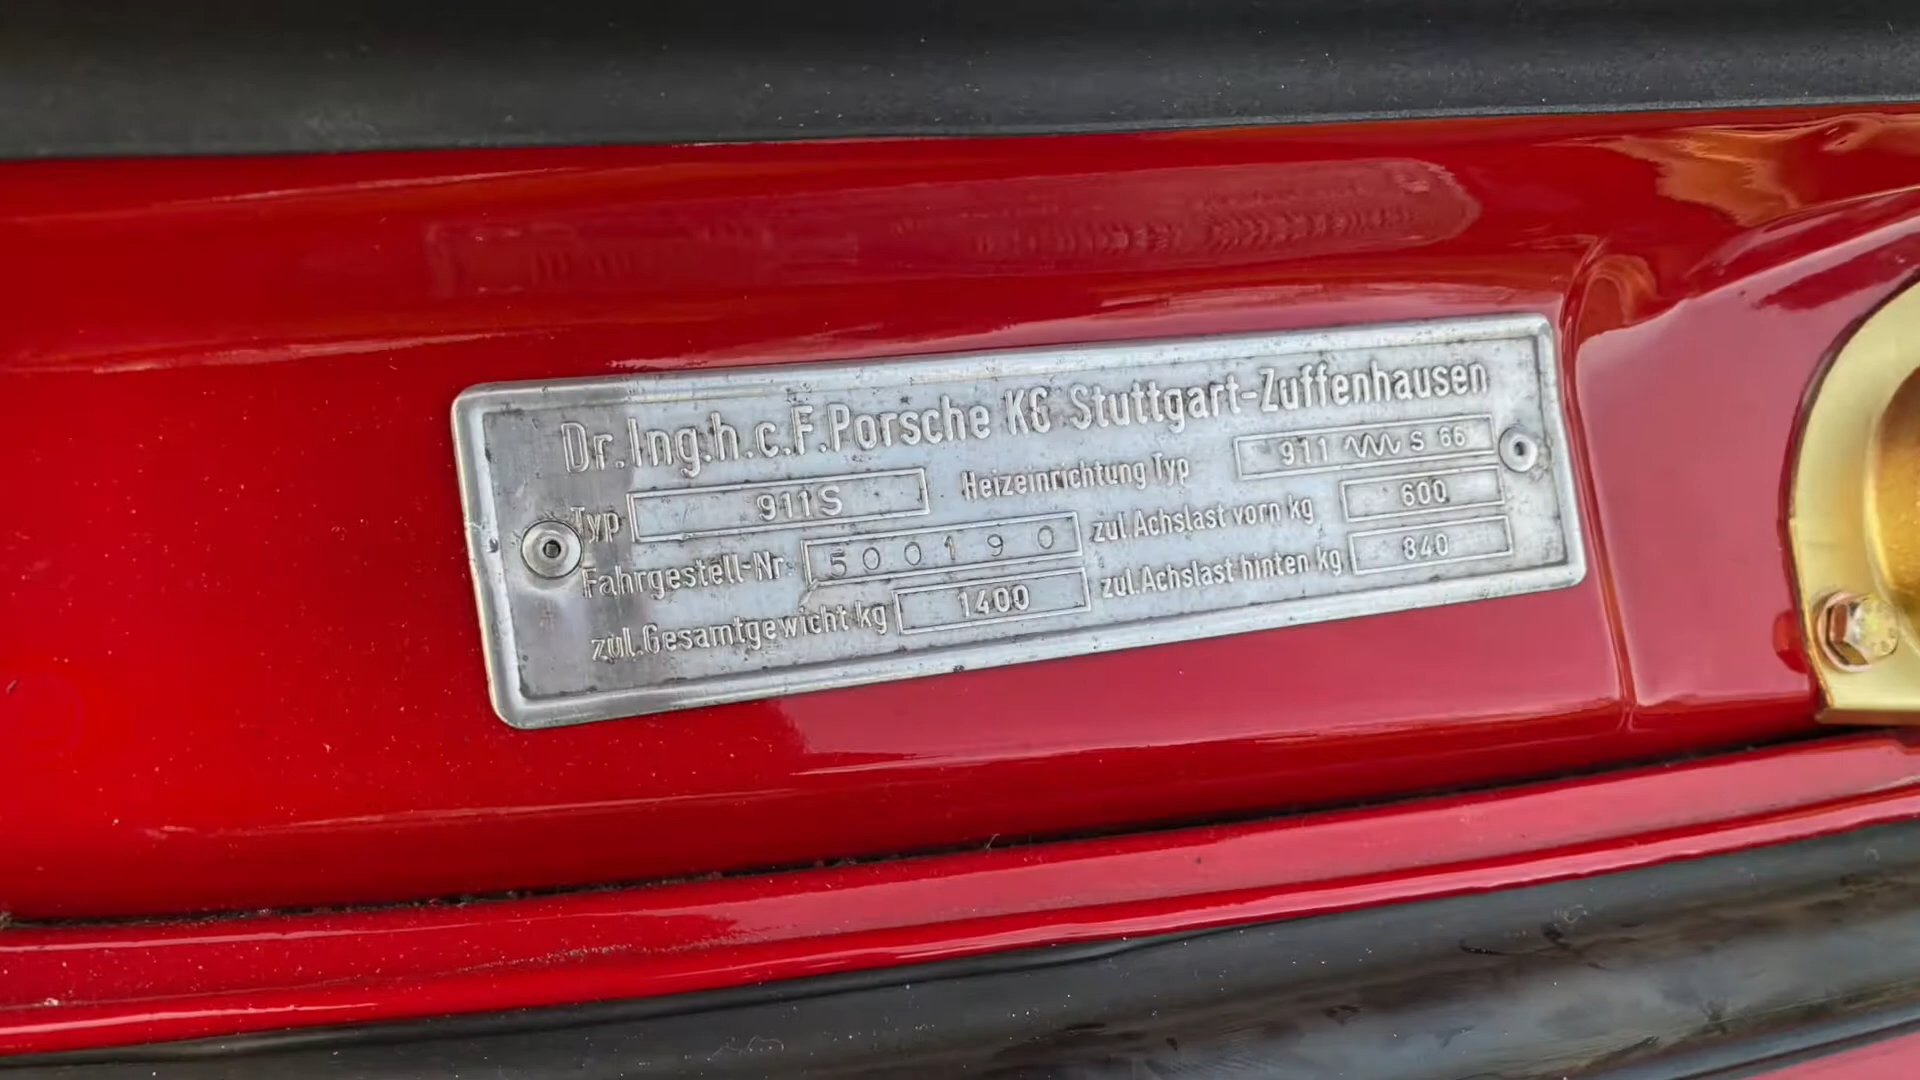 Dr.Ing.h.c.F.Porsche KG Stuttgart-Zuffenhausen
Typ 911S Heizeinrichtung Typ 911 S 66
Fahrgestell-Nr. 500190 zul.Achslast vorn kg 600
zul.Gesamtgewicht kg 1400 zul.Achslast hinten kg 840